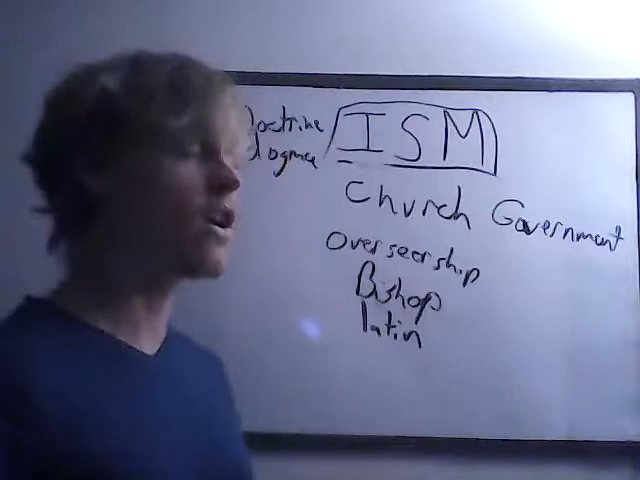 Doctrine
Dogma
ISM
Church Government
Overseership
Bishop
latin